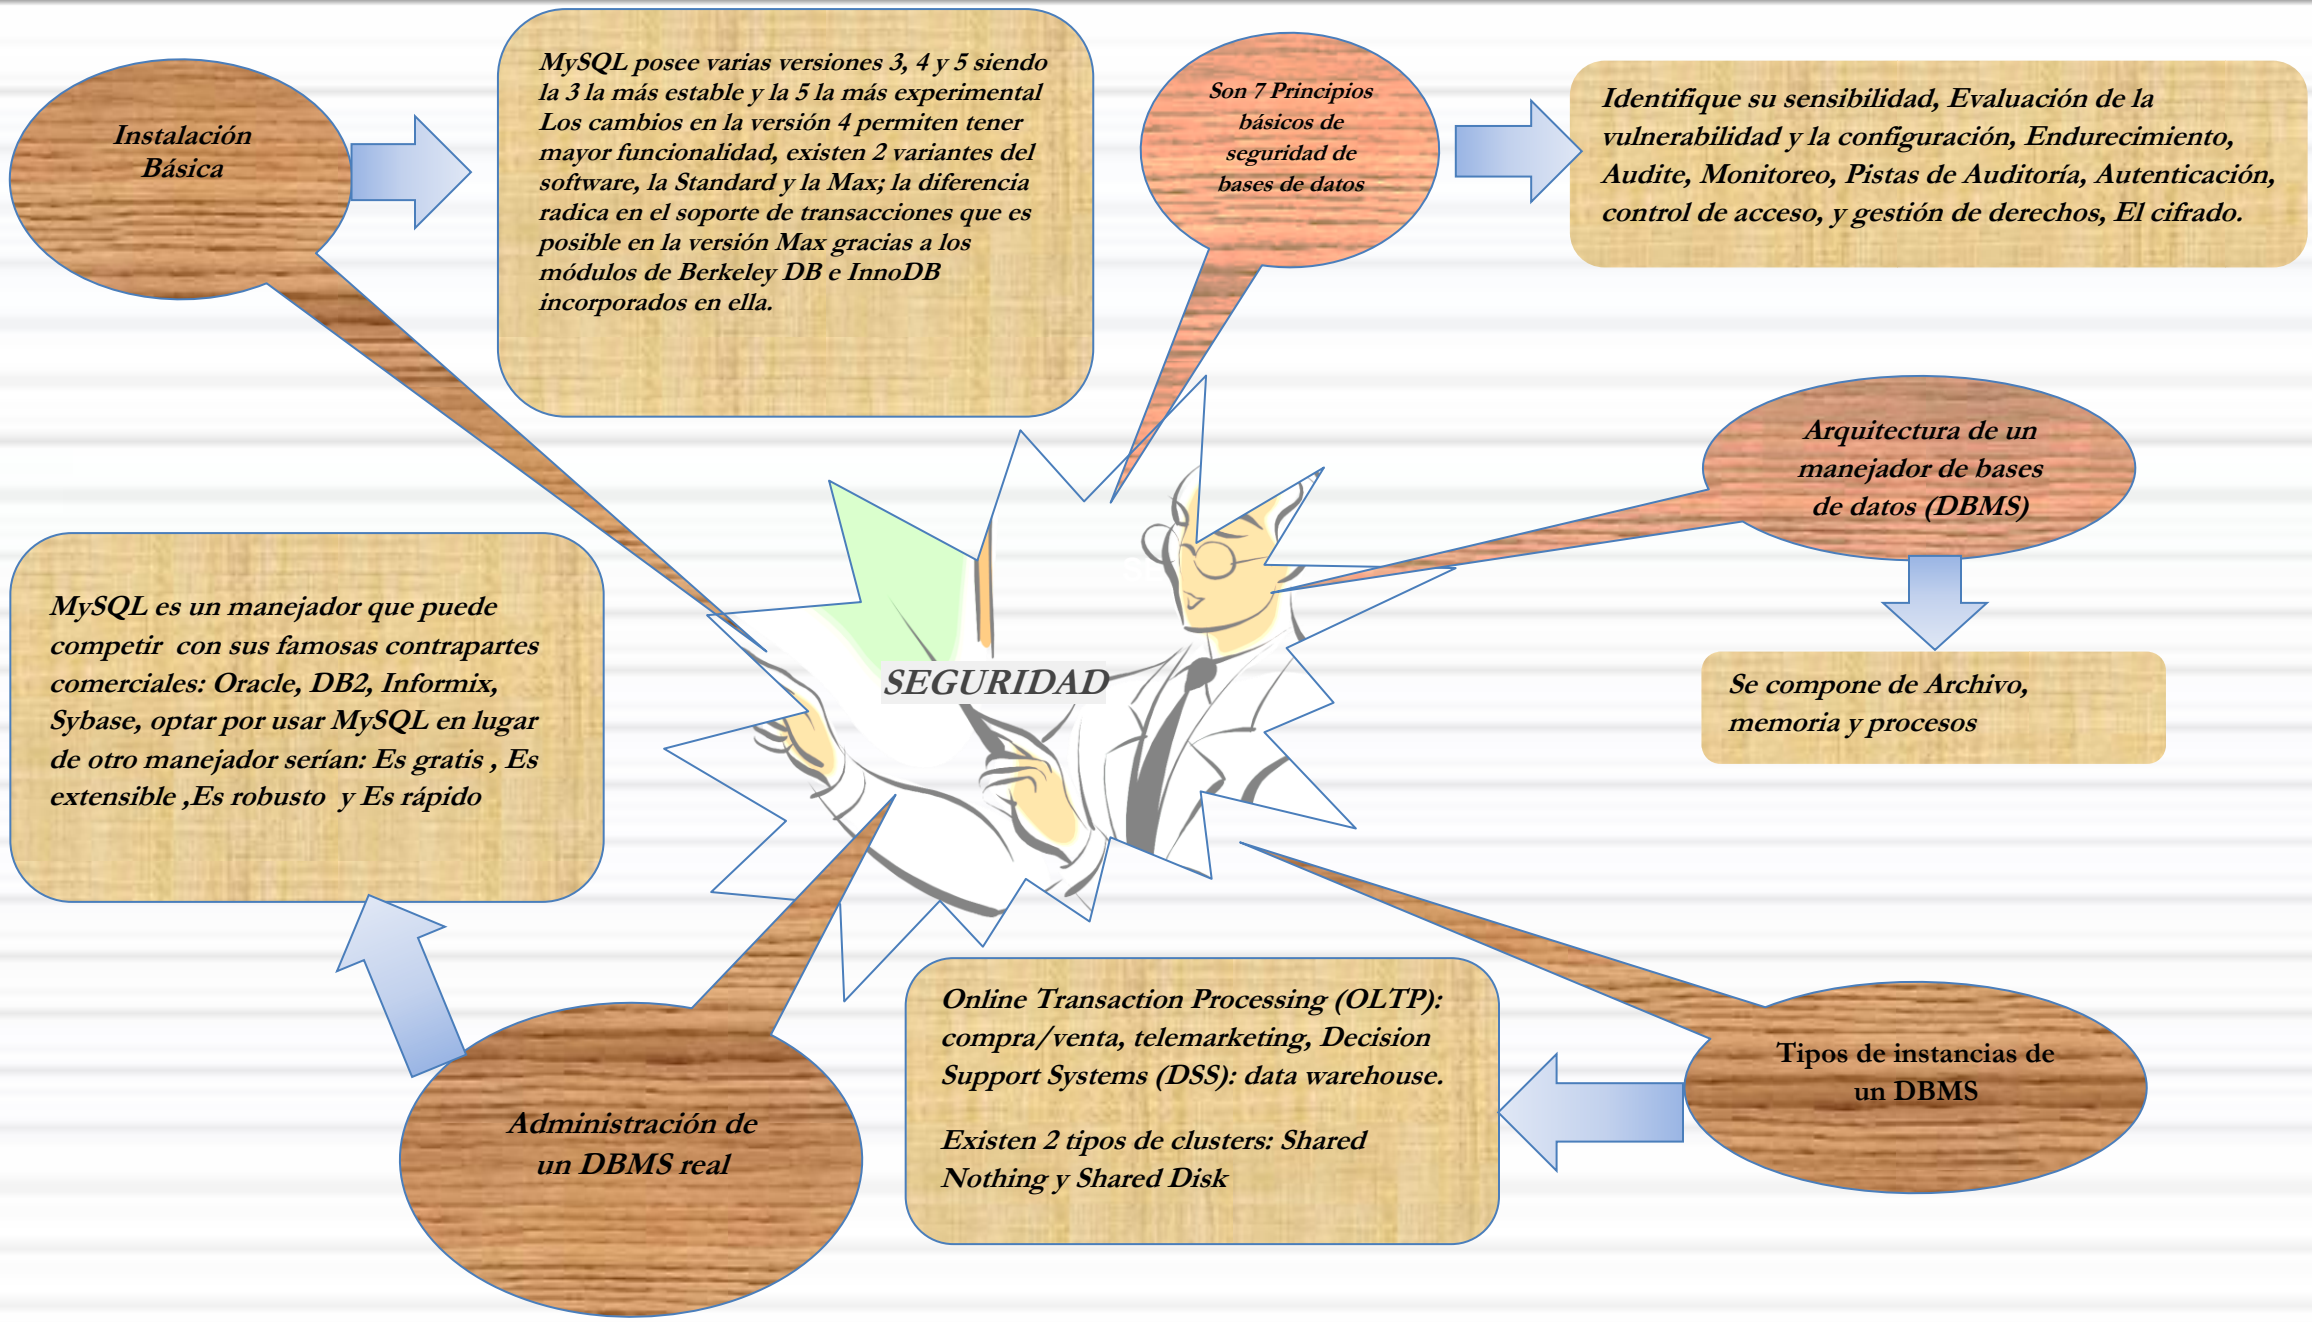 Instalación
Básica
MySQL posee varias versiones 3, 4 y 5 siendo
la 3 la más estable y la 5 la más experimental
Los cambios en la versión 4 permiten tener
mayor funcionalidad, existen 2 variantes del
software, la Standard y la Max; la diferencia
radica en el soporte de transacciones que es
posible en la versión Max gracias a los
módulos de Berkeley DB e InnoDB
incorporados en ella.
Son 7 Principios
básicos de
seguridad de
bases de datos
Identifique su sensibilidad, Evaluación de la
vulnerabilidad y la configuración, Endurecimiento,
Audite, Monitoreo, Pistas de Auditoría, Autenticación,
control de acceso, y gestión de derechos, El cifrado.
Arquitectura de un
manejador de bases
de datos (DBMS)
Se compone de Archivo,
memoria y procesos
SEGURIDAD
MySQL es un manejador que puede
competir  con sus famosas contrapartes
comerciales: Oracle, DB2, Informix,
Sybase, optar por usar MySQL en lugar
de otro manejador serían: Es gratis , Es
extensible ,Es robusto  y Es rápido
Administración de
un DBMS real
Online Transaction Processing (OLTP):
compra/venta, telemarketing, Decision
Support Systems (DSS): data warehouse.
Existen 2 tipos de clusters: Shared
Nothing y Shared Disk
Tipos de instancias de
un DBMS